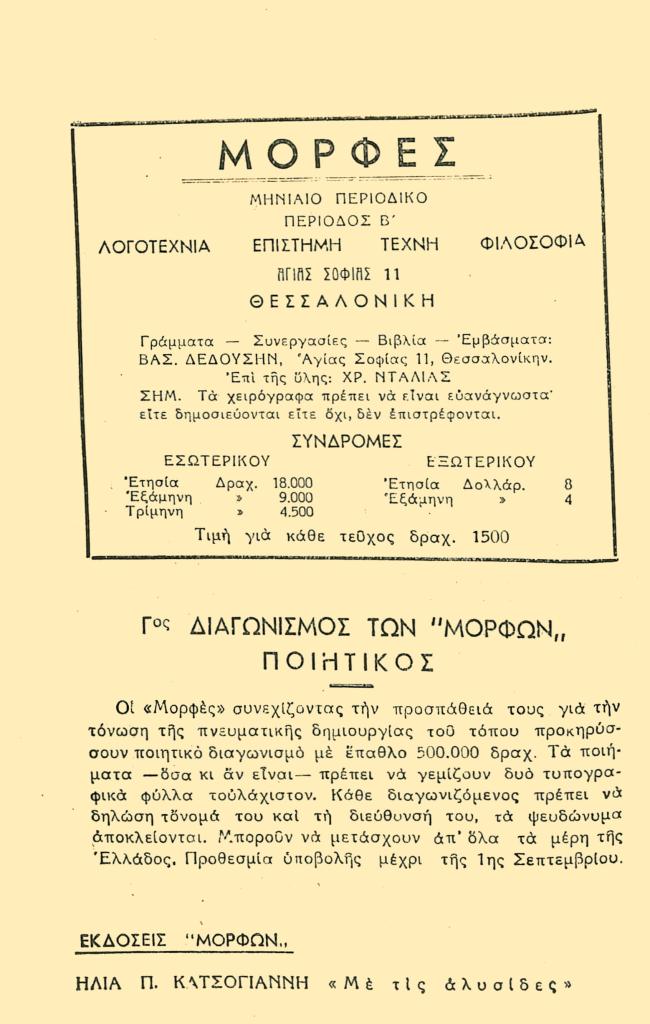 ΜΟΡΦΕΣ
ΜΗΝΙΑΙΟ ΠΕΡΙΟΔΙΚΟ
ΠΕΡΙΟΔΟΣ Β΄
ΛΟΓΟΤΕΧΝΙΑ ΕΠΙΣΤΗΜΗ ΤΕΧΝΗ ΦΙΛΟΣΟΦΙΑ
ΑΓΙΑΣ ΣΟΦΙΑΣ 11
ΘΕΣΣΑΛΟΝΙΚΗ
Γράμματα — Συνεργασίες — Βιβλία — Ἐμβάσματα:
ΒΑΣ. ΔΕΔΟΥΣΗΝ, Ἁγίας Σοφίας 11, Θεσσαλονίκην.
Ἐπὶ τῆς ὕλης: ΧΡ. ΝΤΑΛΙΑΣ
ΣΗΜ. Τὰ χειρόγραφα πρέπει νὰ εἶναι εὐανάγνωστα·
εἴτε δημοσιεύονται εἴτε ὄχι, δὲν ἐπιστρέφονται.
ΣΥΝΔΡΟΜΕΣ
ΕΣΩΤΕΡΙΚΟΥ ΕΞΩΤΕΡΙΚΟΥ
Ἐτησία Δραχ. 18.000 Ἐτησία Δολλάρ. 8
Ἑξάμηνη » 9.000 Ἑξάμηνη » 4
Τρίμηνη » 4.500
Τιμὴ γιὰ κάθε τεῦχος δραχ. 1500
Γος ΔΙΑΓΩΝΙΣΜΟΣ ΤΩΝ "ΜΟΡΦΩΝ„
ΠΟΙΗΤΙΚΟΣ
Οἱ «Μορφὲς» συνεχίζοντας τὴν προσπάθειά τους γιὰ τὴν
τόνωση τῆς πνευματικῆς δημιουργίας τοῦ τόπου προκηρύσ-
σουν ποιητικὸ διαγωνισμὸ μὲ ἔπαθλο 500.000 δραχ. Τὰ ποιή-
ματα —ὅσα κι ἂν εἶναι— πρέπει νὰ γεμίζουν δυὸ τυπογρα-
φικὰ φύλλα τοὐλάχιστον. Κάθε διαγωνιζόμενος πρέπει νὰ
δηλώση τὄνομά του καὶ τὴ διεύθυνσή του, τὰ ψευδώνυμα
ἀποκλείονται. Μποροῦν νὰ μετάσχουν ἀπ' ὅλα τὰ μέρη τῆς
Ἑλλάδος. Προθεσμία ὑποβολῆς μέχρι τῆς 1ης Σεπτεμβρίου.
ΕΚΔΟΣΕΙΣ "ΜΟΡΦΩΝ„
ΗΛΙΑ Π. ΚΑΤΣΟΓΙΑΝΝΗ «Μὲ τὶς ἁλυσίδες»